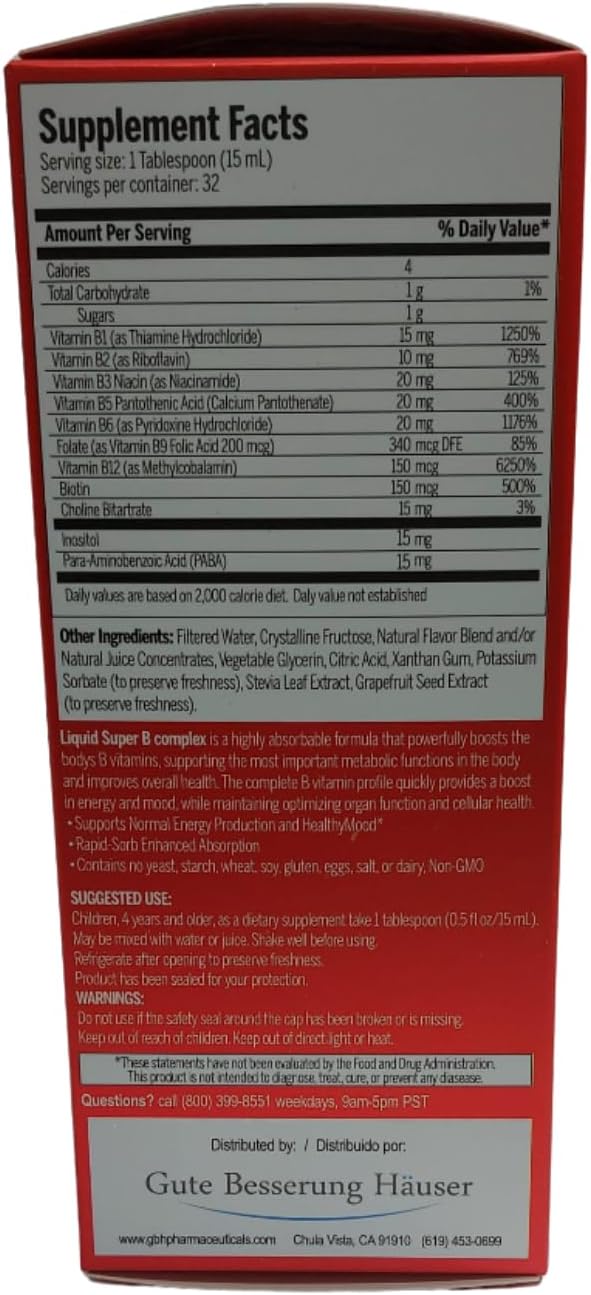 Supplement Facts
Serving size: 1 Tablespoon (15 mL)
Servings per container: 32
Amount Per Serving % Daily Value*
Calories 4
Total Carbohydrate 1 g 1%
Sugars 1 g
Vitamin B1 (as Thiamine Hydrochloride) 15 mg 1250%
Vitamin B2 (as Riboflavin) 10 mg 769%
Vitamin B3 Niacin (as Niacinamide) 20 mg 125%
Vitamin B5 Pantothenic Acid (Calcium Pantothenate) 20 mg 400%
Vitamin B6 (as Pyridoxine Hydrochloride) 20 mg 1176%
Folate (as Vitamin B9 Folic Acid 200 mcg) 340 mcg DFE 85%
Vitamin B12 (as Methylcobalamin) 150 mcg 6250%
Biotin 150 mcg 500%
Choline Bitartrate 15 mg 3%
Inositol 15 mg
Para-Aminobenzoic Acid (PABA) 15 mg
Daily values are based on 2,000 calorie diet. Daly value not established
Other Ingredients: Filtered Water, Crystalline Fructose, Natural Flavor Blend and/or
Natural Juice Concentrates, Vegetable Glycerin, Citric Acid, Xanthan Gum, Potassium
Sorbate (to preserve freshness), Stevia Leaf Extract, Grapefruit Seed Extract
(to preserve freshness).
Liquid Super B complex is a highly absorbable formula that powerfully boosts the
bodys B vitamins, supporting the most important metabolic functions in the body
and improves overall health. The complete B vitamin profile quickly provides a boost
in energy and mood, while maintaining optimizing organ function and cellular health.
• Supports Normal Energy Production and HealthyMood*
• Rapid-Sorb Enhanced Absorption
• Contains no yeast, starch, wheat, soy, gluten, eggs, salt, or dairy, Non-GMO
SUGGESTED USE:
Children, 4 years and older, as a dietary supplement take 1 tablespoon (0.5 fl oz/15 mL).
May be mixed with water or juice. Shake well before using.
Refrigerate after opening to preserve freshness.
Product has been sealed for your protection.
WARNINGS:
Do not use if the safety seal around the cap has been broken or is missing.
Keep out of reach of children. Keep out of direct light or heat.
*These statements have not been evaluated by the Food and Drug Administration.
This product is not intended to diagnose, treat, cure, or prevent any diasease.
Questions? call (800) 399-8551 weekdays, 9am-5pm PST
Distributed by: / Distribuido por:
Gute Besserung Häuser
www.gbhpharmaceuticals.com Chula Vista, CA 91910 (619) 453-0699